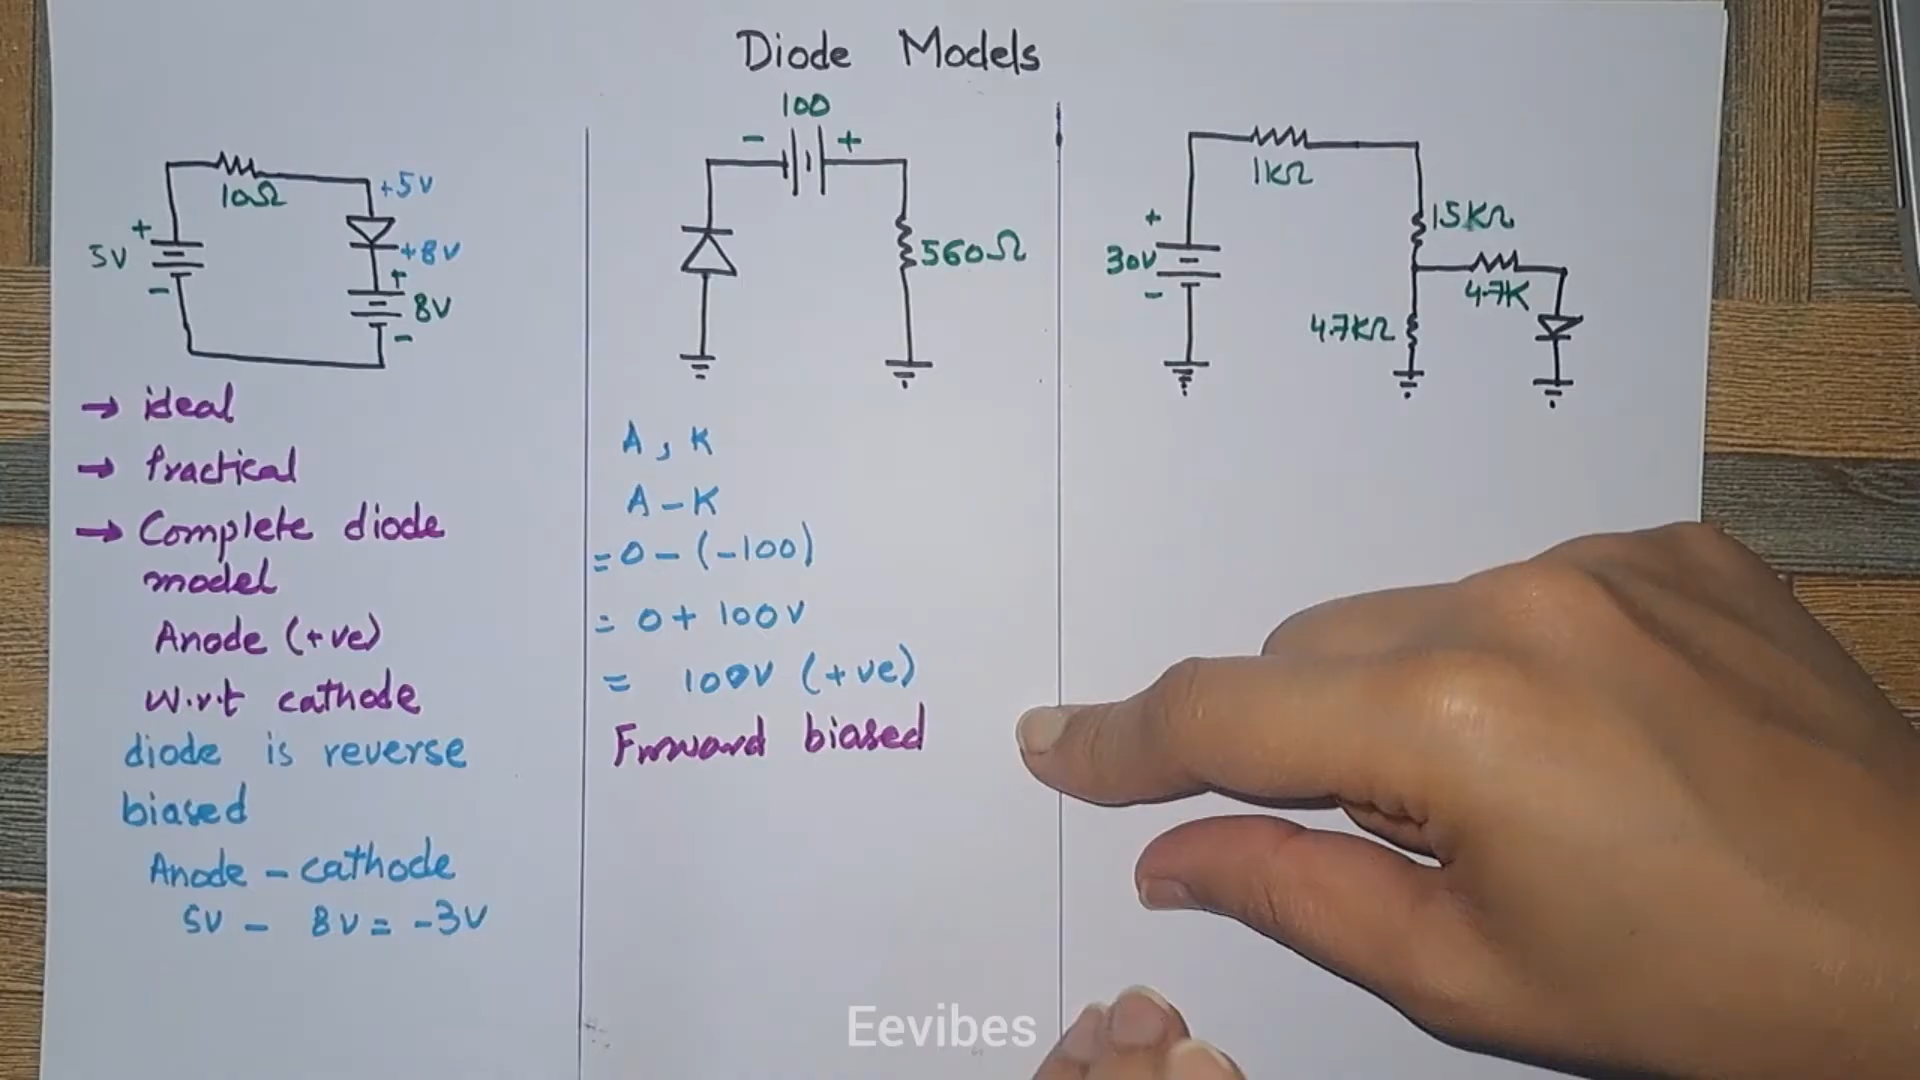 Diode Models
10Ω
+5V
+
5V
-
+8V
+
8V
-
→ ideal
→ Practical
→ Complete diode
model
Anode (+ve)
W.r.t cathode
diode is reverse
biased
Anode - cathode
5V - 8V = -3V
100
- +
560Ω
A, K
A - K
= 0 - (-100)
= 0 + 100V
= 100V (+ve)
Forward biased
1KΩ
+
30V
-
15KΩ
4.7K
4.7KΩ
Eevibes